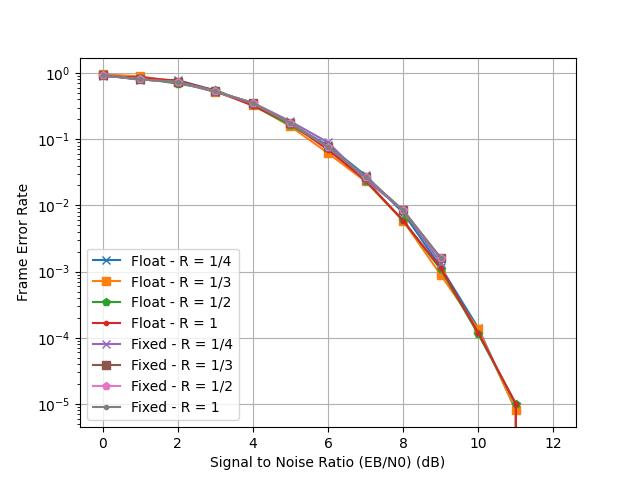 10^0
10^-1
10^-2
10^-3
10^-4
10^-5
Frame Error Rate
Float - R = 1/4
Float - R = 1/3
Float - R = 1/2
Float - R = 1
Fixed - R = 1/4
Fixed - R = 1/3
Fixed - R = 1/2
Fixed - R = 1
0 2 4 6 8 10 12
Signal to Noise Ratio (EB/N0) (dB)